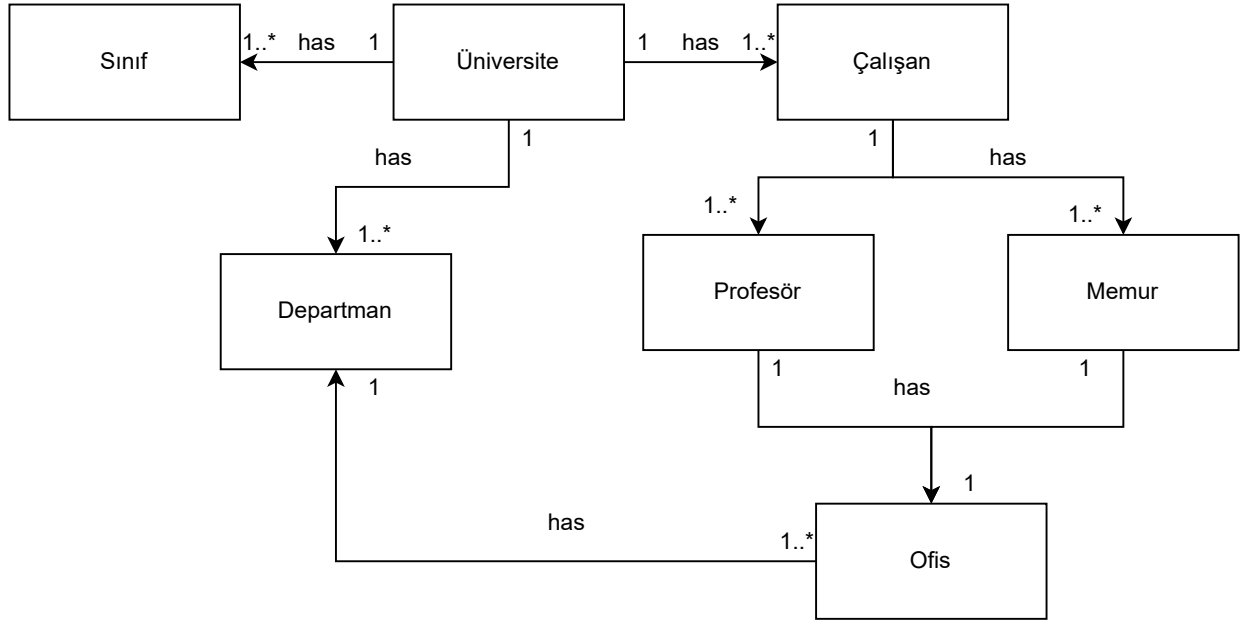 Sınıf
1..* has 1
Üniversite
1 has 1..*
Çalışan
1
has
1..*
1
has
1..*
1..*
Departman
Profesör
Memur
1
1
has
1
1
has
1..*
Ofis